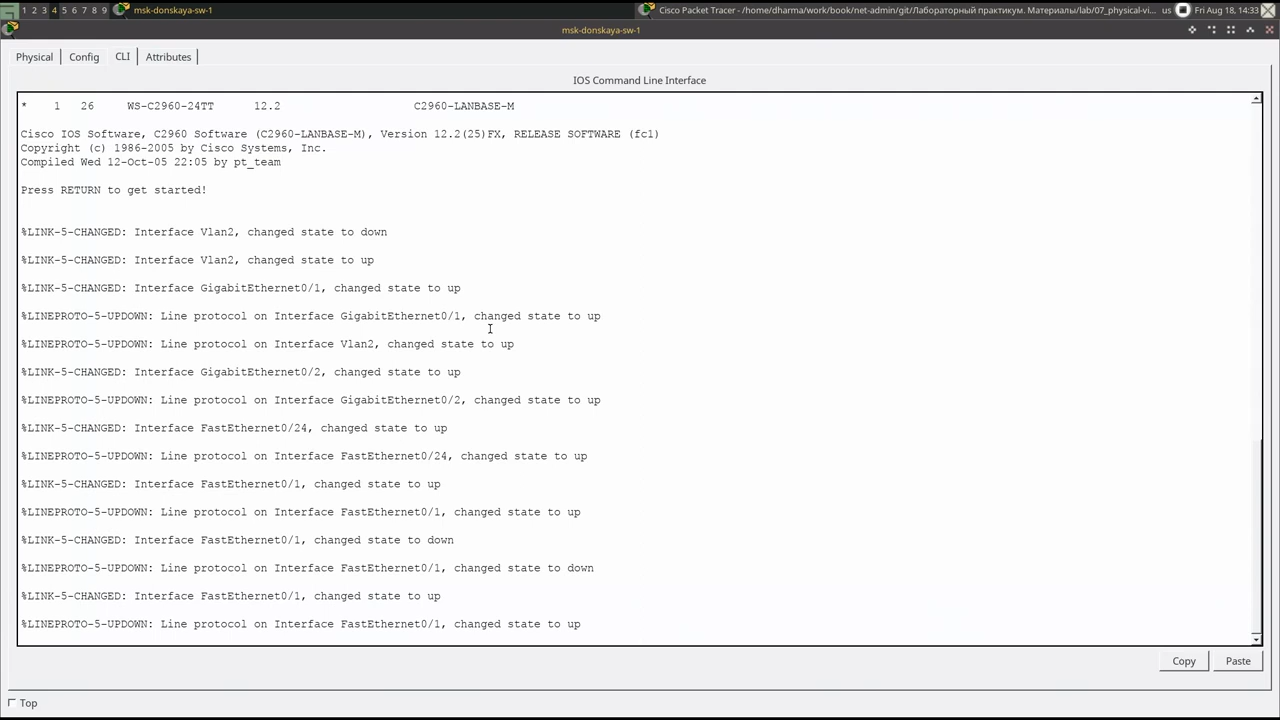 1 2 3 4 5 6 7 8 9
msk-donskaya-sw-1
Cisco Packet Tracer - /home/dharma/work/book/net-admin/git/Лабораторный практикум. Материалы/lab/07_physical-vi...
us
Fri Aug 18, 14:33
msk-donskaya-sw-1
Physical
Config
CLI
Attributes
IOS Command Line Interface
* 1 26 WS-C2960-24TT 12.2 C2960-LANBASE-M
Cisco IOS Software, C2960 Software (C2960-LANBASE-M), Version 12.2(25)FX, RELEASE SOFTWARE (fc1)
Copyright (c) 1986-2005 by Cisco Systems, Inc.
Compiled Wed 12-Oct-05 22:05 by pt_team
Press RETURN to get started!
%LINK-5-CHANGED: Interface Vlan2, changed state to down
%LINK-5-CHANGED: Interface Vlan2, changed state to up
%LINK-5-CHANGED: Interface GigabitEthernet0/1, changed state to up
%LINEPROTO-5-UPDOWN: Line protocol on Interface GigabitEthernet0/1, changed state to up
%LINEPROTO-5-UPDOWN: Line protocol on Interface Vlan2, changed state to up
%LINK-5-CHANGED: Interface GigabitEthernet0/2, changed state to up
%LINEPROTO-5-UPDOWN: Line protocol on Interface GigabitEthernet0/2, changed state to up
%LINK-5-CHANGED: Interface FastEthernet0/24, changed state to up
%LINEPROTO-5-UPDOWN: Line protocol on Interface FastEthernet0/24, changed state to up
%LINK-5-CHANGED: Interface FastEthernet0/1, changed state to up
%LINEPROTO-5-UPDOWN: Line protocol on Interface FastEthernet0/1, changed state to up
%LINK-5-CHANGED: Interface FastEthernet0/1, changed state to down
%LINEPROTO-5-UPDOWN: Line protocol on Interface FastEthernet0/1, changed state to down
%LINK-5-CHANGED: Interface FastEthernet0/1, changed state to up
%LINEPROTO-5-UPDOWN: Line protocol on Interface FastEthernet0/1, changed state to up
Copy
Paste
Top